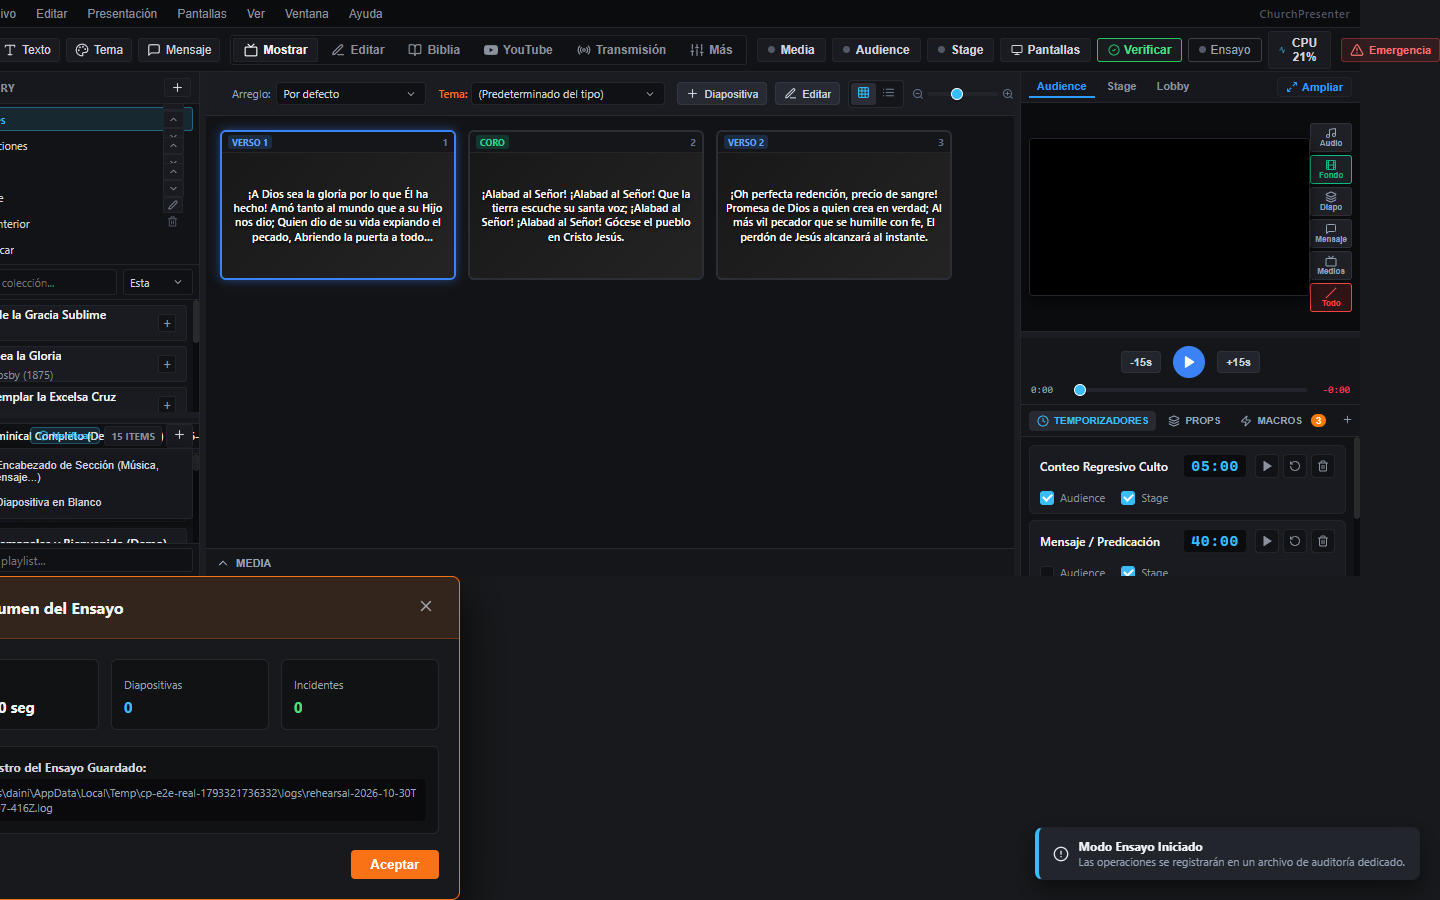 ivo Editar Presentación Pantallas Ver Ventana Ayuda ChurchPresenter
Texto Tema Mensaje Mostrar Editar Biblia YouTube Transmisión Más Media Audience Stage Pantallas Verificar Ensayo CPU 21% Emergencia
RY
s
iones
e
nterior
car
colección...
Esta
le la Gracia Sublime
ea la Gloria
osby (1875)
emplar la Excelsa Cruz
minical Completo (De
15 ITEMS
Encabezado de Sección (Música,
ensaje...)
Diapositiva en Blanco
playlist...
Arreglo: Por defecto Tema: (Predeterminado del tipo) Diapositiva Editar
VERSO 1 1
¡A Dios sea la gloria por lo que Él ha
hecho! Amó tanto al mundo que a su Hijo
nos dio; Quien dio de su vida expiando el
pecado, Abriendo la puerta a todo...
CORO 2
¡Alabad al Señor! ¡Alabad al Señor! Que la
tierra escuche su santa voz; ¡Alabad al
Señor! ¡Alabad al Señor! Gócese el pueblo
en Cristo Jesús.
VERSO 2 3
¡Oh perfecta redención, precio de sangre!
Promesa de Dios a quien crea en verdad; Al
más vil pecador que se humille con fe, El
perdón de Jesús alcanzará al instante.
MEDIA
Audience Stage Lobby Ampliar
Audio
Fondo
Diapo
Mensaje
Medios
Todo
-15s +15s
0:00 -0:00
TEMPORIZADORES PROPS MACROS 3
Conteo Regresivo Culto 05:00
Audience Stage
Mensaje / Predicación 40:00
Audience Stage
umen del Ensayo
0 seg
Diapositivas
0
Incidentes
0
stro del Ensayo Guardado:
s\daini\AppData\Local\Temp\cp-e2e-real-1793321736332\logs\rehearsal-2026-10-30T
7-416Z.log
Aceptar
Modo Ensayo Iniciado
Las operaciones se registrarán en un archivo de auditoría dedicado.